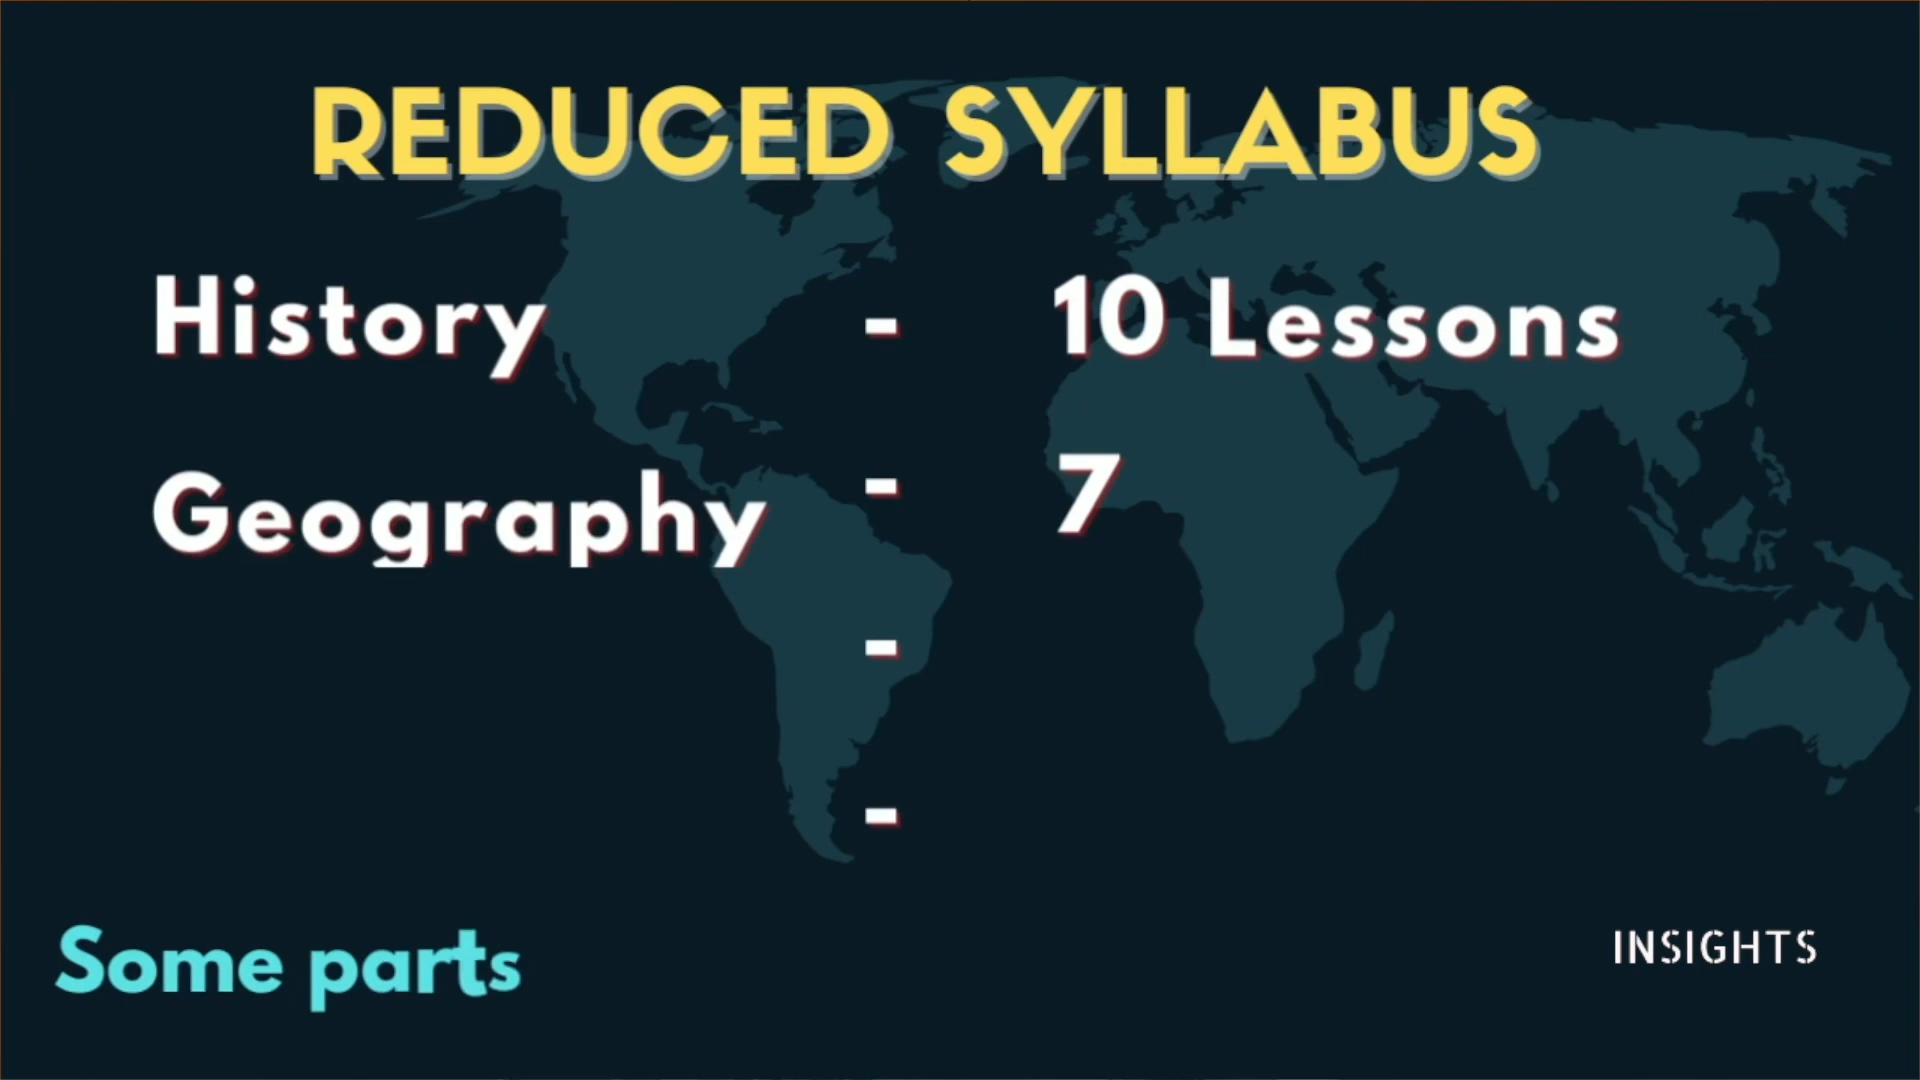 REDUCED SYLLABUS
History - 10 Lessons
Geography - 7
-
-
Some parts
INSIGHTS